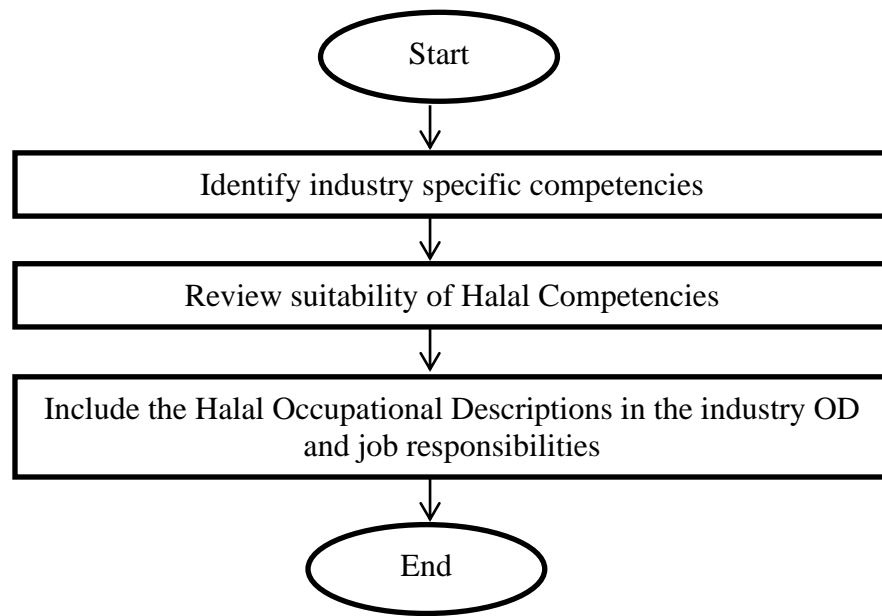 Start
Identify industry specific competencies
Review suitability of Halal Competencies
Include the Halal Occupational Descriptions in the industry OD
and job responsibilities
End